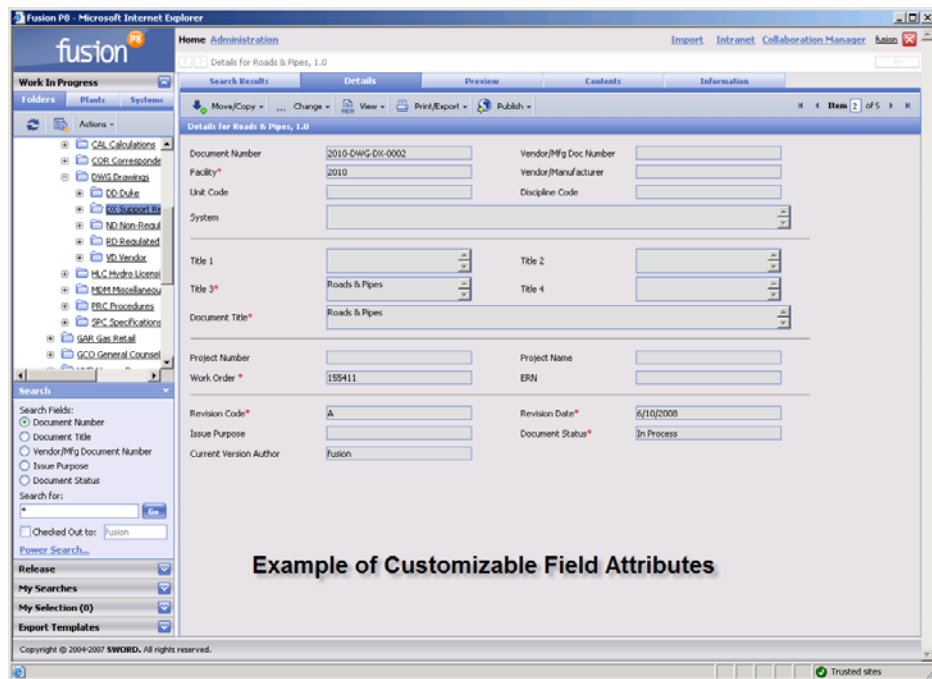 Fusion P8 - Microsoft Internet Explorer
fusion P8
Home Administration
Import Intranet Collaboration Manager fusion
Details for Roads & Pipes, 1.0
Work In Progress
Search Results Details Preview Contents Information
Folders Plants Systems
Move/Copy ... Change View Print/Export Publish Item 2 of 5
Actions
Details for Roads & Pipes, 1.0
CAL Calculations
COR Corresponde
DWG Drawings
DD Duke
DX Support Re
ND Non-Regul
RD Regulated
VD Vendor
HLC Hydro Licensi
MDM Miscellaneou
PRC Procedures
SPC Specifications
GAR Gas Retail
GCO General Counsel
Document Number 2010-DWG-DX-0002 Vendor/Mfg Doc Number
Facility* 2010 Vendor/Manufacturer
Unit Code Discipline Code
System
Title 1 Title 2
Title 3* Roads & Pipes Title 4
Document Title* Roads & Pipes
Project Number Project Name
Work Order * 155411 ERN
Revision Code* A Revision Date* 6/10/2008
Issue Purpose Document Status* In Process
Current Version Author fusion
Search
Search Fields:
Document Number
Document Title
Vendor/Mfg Document Number
Issue Purpose
Document Status
Search for:
* Go
Checked Out to: fusion
Power Search...
Release
My Searches
My Selection (0)
Export Templates
Example of Customizable Field Attributes
Copyright © 2004-2007 SWORD. All rights reserved.
Trusted sites